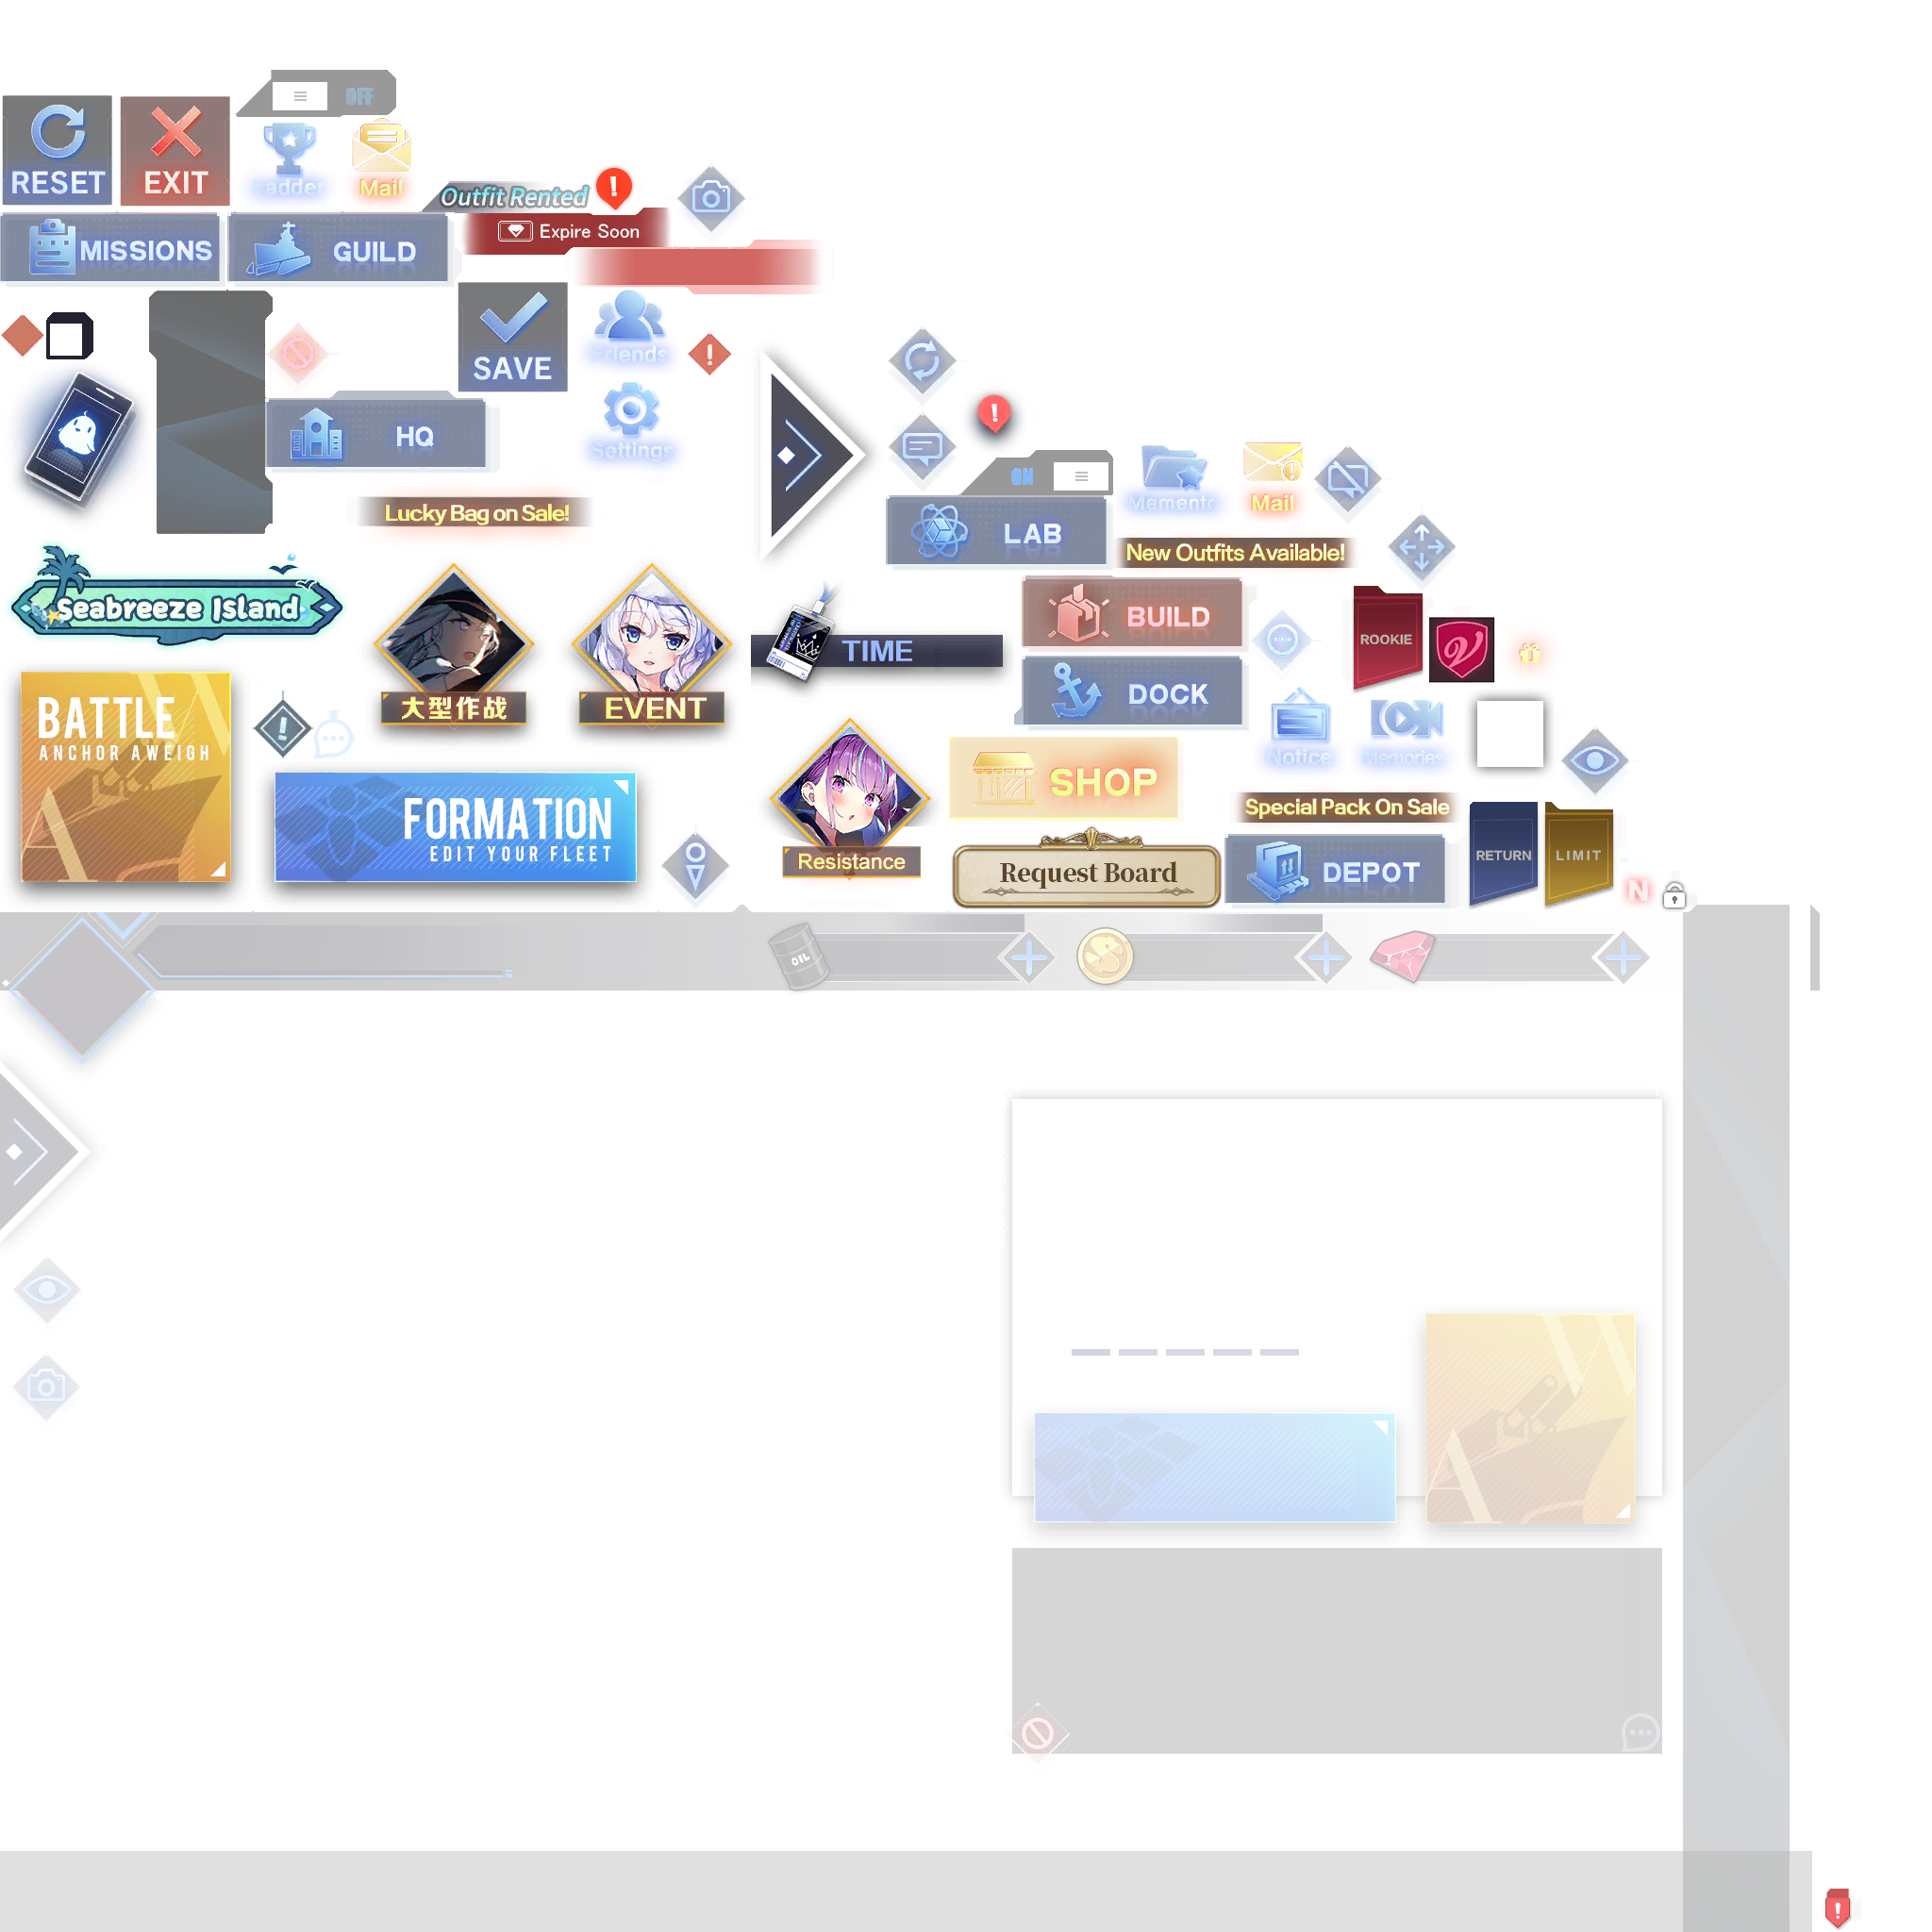 OFF
RESET
EXIT
Ladder
Mail
Outfit Rented
Expire Soon
MISSIONS
GUILD
SAVE
Friends
HQ
Settings
Lucky Bag on Sale!
ON
LAB
Memento
Mail
New Outfits Available!
Seabreeze Island
大型作战
EVENT
TIME
BUILD
DOCK
ROOKIE
BATTLE
ANCHOR AWEIGH
Notice
Memories
SHOP
FORMATION
EDIT YOUR FLEET
Resistance
Special Pack On Sale
Request Board
DEPOT
RETURN
LIMIT
N
OIL